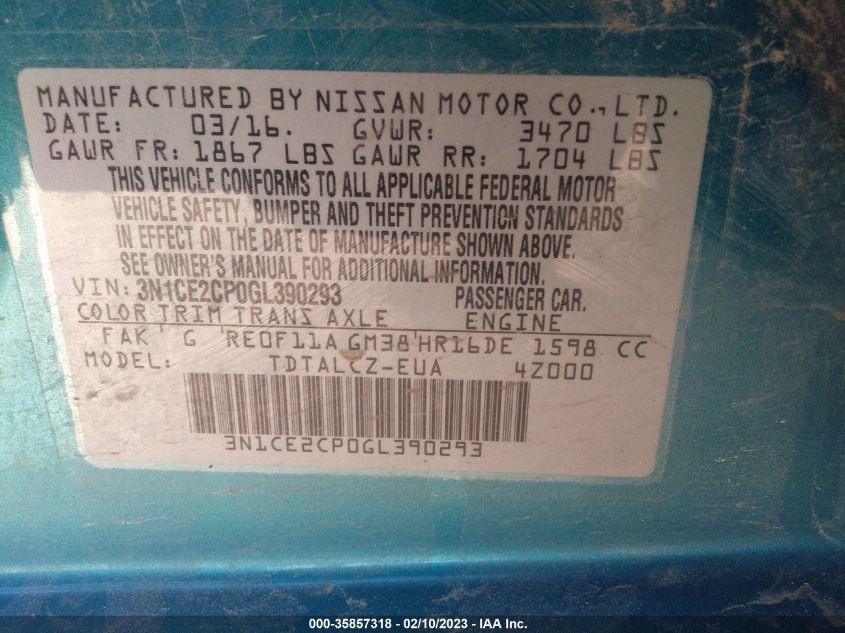 MANUFACTURED BY NISSAN MOTOR CO., LTD.
DATE: 03/16. GVWR: 3470 LBS
GAWR FR: 1867 LBS GAWR RR: 1704 LBS
THIS VEHICLE CONFORMS TO ALL APPLICABLE FEDERAL MOTOR
VEHICLE SAFETY, BUMPER AND THEFT PREVENTION STANDARDS
IN EFFECT ON THE DATE OF MANUFACTURE SHOWN ABOVE.
SEE OWNER'S MANUAL FOR ADDITIONAL INFORMATION.
VIN: 3N1CE2CP0GL390293 PASSENGER CAR.
COLOR TRIM TRANS AXLE ENGINE
FAK G RE0F11A GM38 HR16DE 1598 CC
MODEL: TDTALCZ-EUA 4Z000
3N1CE2CP0GL390293
000-35857318 - 02/10/2023 - IAA Inc.